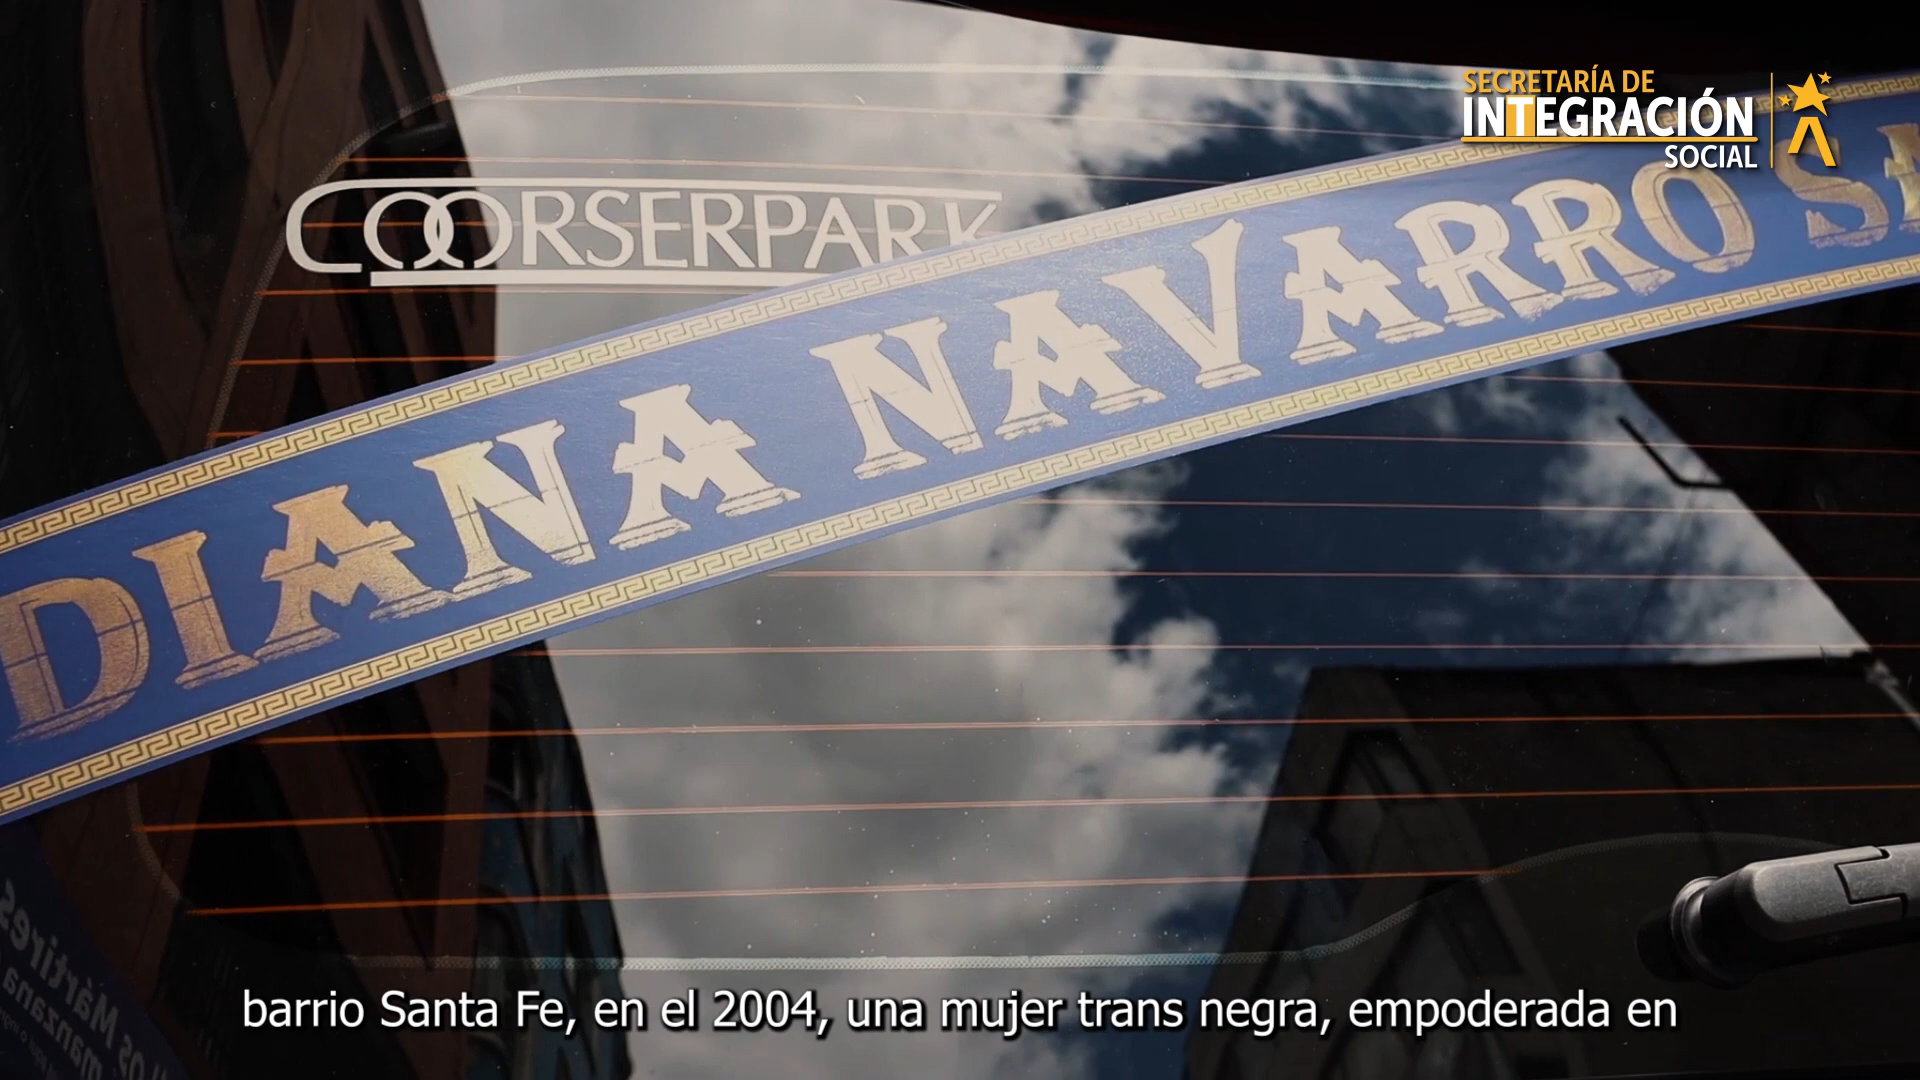 SECRETARÍA DE
INTEGRACIÓN
SOCIAL
COORSERPARK
DIANA NAVARRO SA
barrio Santa Fe, en el 2004, una mujer trans negra, empoderada en